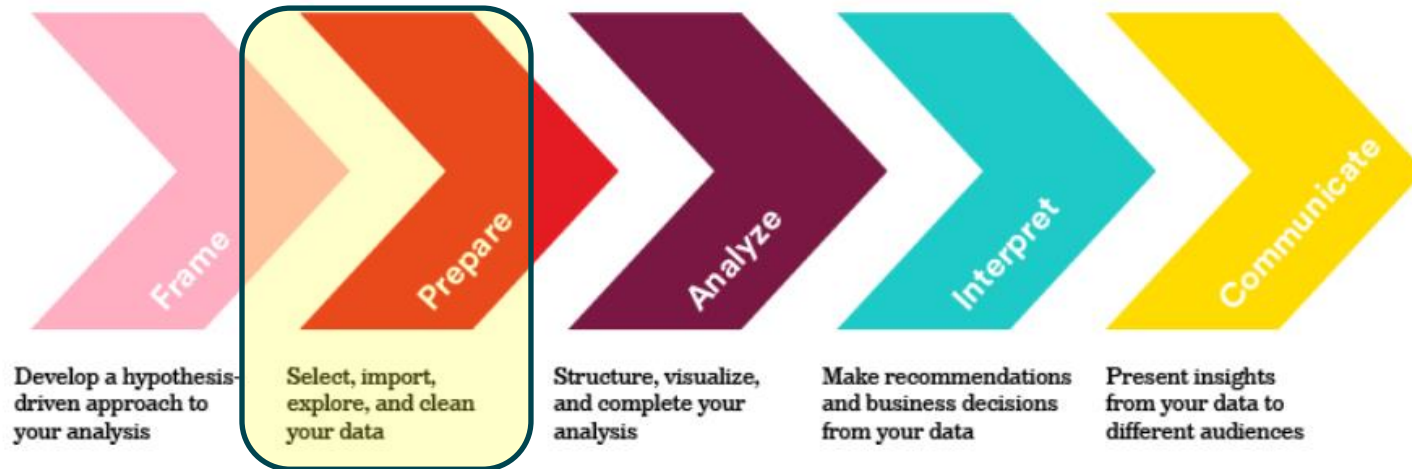 Frame
Prepare
Analyze
Interpret
Communicate
Develop a hypothesis-
driven approach to
your analysis
Select, import,
explore, and clean
your data
Structure, visualize,
and complete your
analysis
Make recommendations
and business decisions
from your data
Present insights
from your data to
different audiences